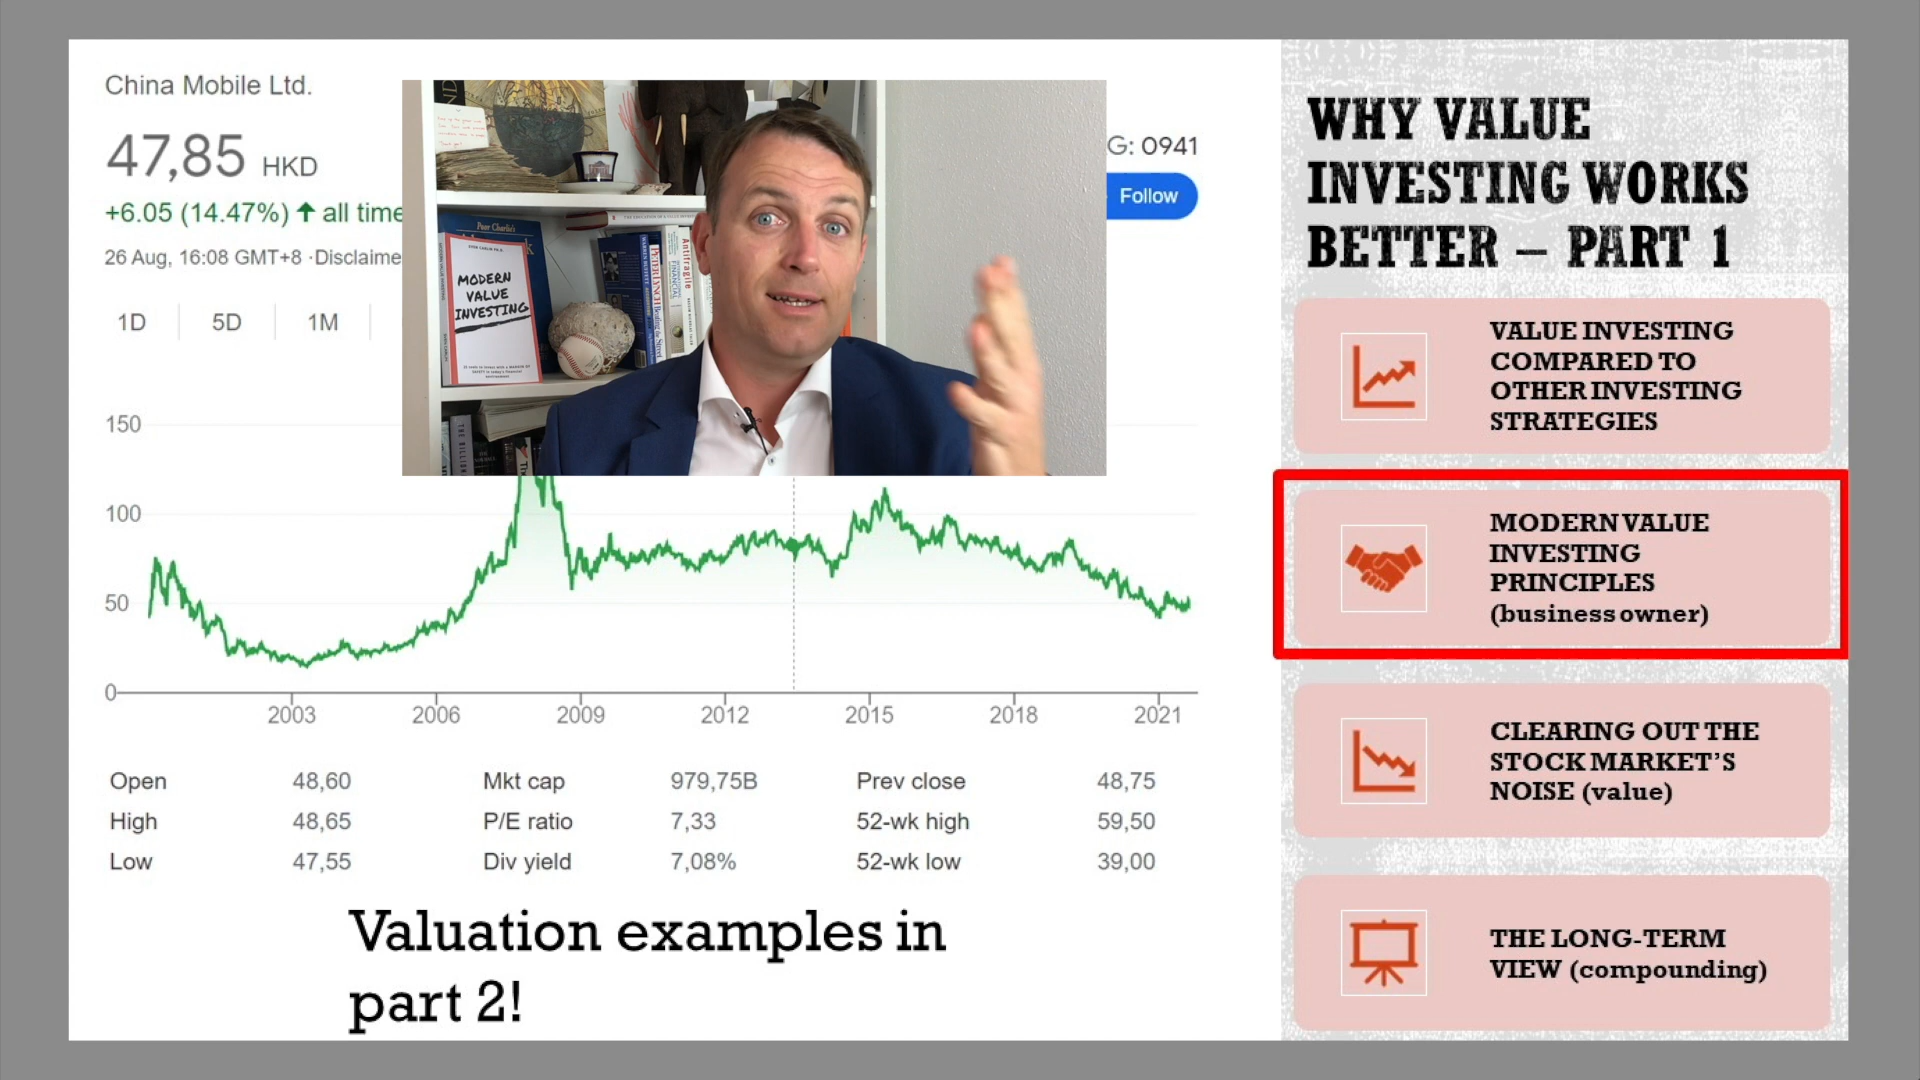 China Mobile Ltd.
47,85 HKD
+6.05 (14.47%) ↑ all time
26 Aug, 16:08 GMT+8 ·Disclaime
G: 0941
Follow
1D
5D
1M
Poor Charlie's
MODERN
VALUE
INVESTING
Antifragile
150
100
50
0
2003
2006
2009
2012
2015
2018
2021
Open 48,60 Mkt cap 979,75B Prev close 48,75
High 48,65 P/E ratio 7,33 52-wk high 59,50
Low 47,55 Div yield 7,08% 52-wk low 39,00
Valuation examples in
part 2!
WHY VALUE
INVESTING WORKS
BETTER – PART 1
VALUE INVESTING
COMPARED TO
OTHER INVESTING
STRATEGIES
MODERN VALUE
INVESTING
PRINCIPLES
(business owner)
CLEARING OUT THE
STOCK MARKET'S
NOISE (value)
THE LONG-TERM
VIEW (compounding)